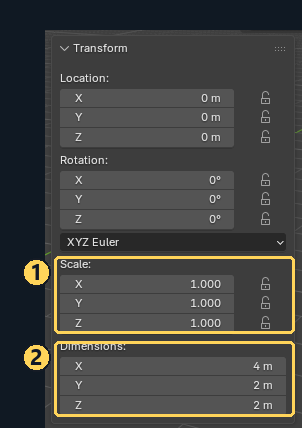 Transform
Location:
X 0 m
Y 0 m
Z 0 m
Rotation:
X 0°
Y 0°
Z 0°
XYZ Euler
1
Scale:
X 1.000
Y 1.000
Z 1.000
2
Dimensions:
X 4 m
Y 2 m
Z 2 m